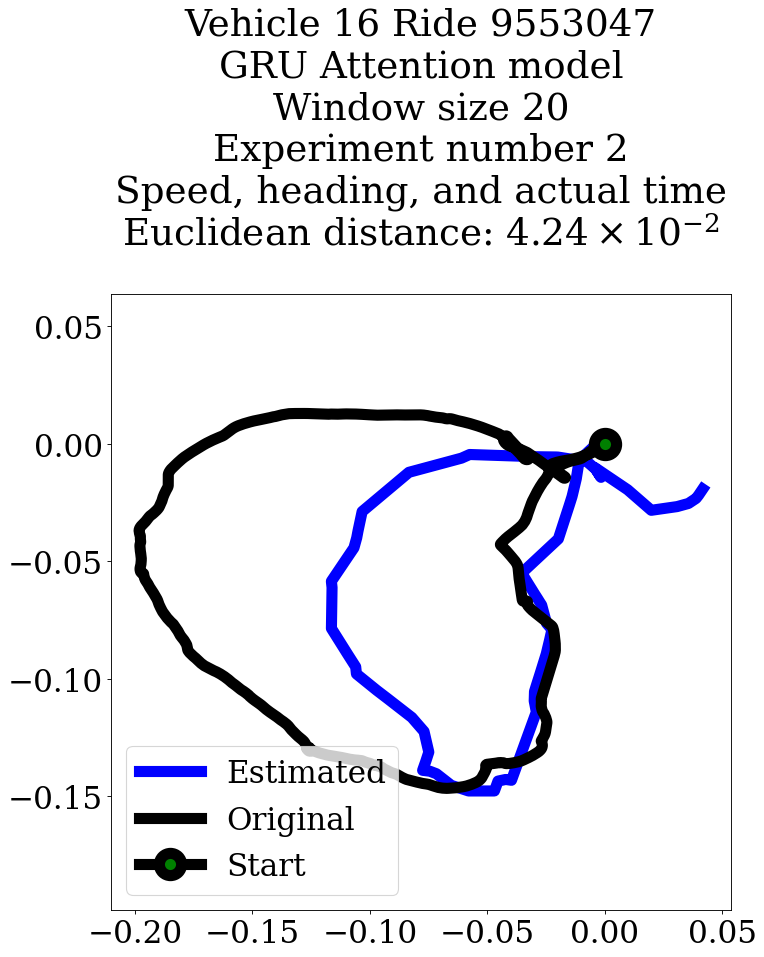 Vehicle 16 Ride 9553047
GRU Attention model
Window size 20
Experiment number 2
Speed, heading, and actual time
Euclidean distance: 4.24 × 10⁻²
0.05
0.00
−0.05
−0.10
−0.15
Estimated
Original
Start
−0.20 −0.15 −0.10 −0.05 0.00 0.05